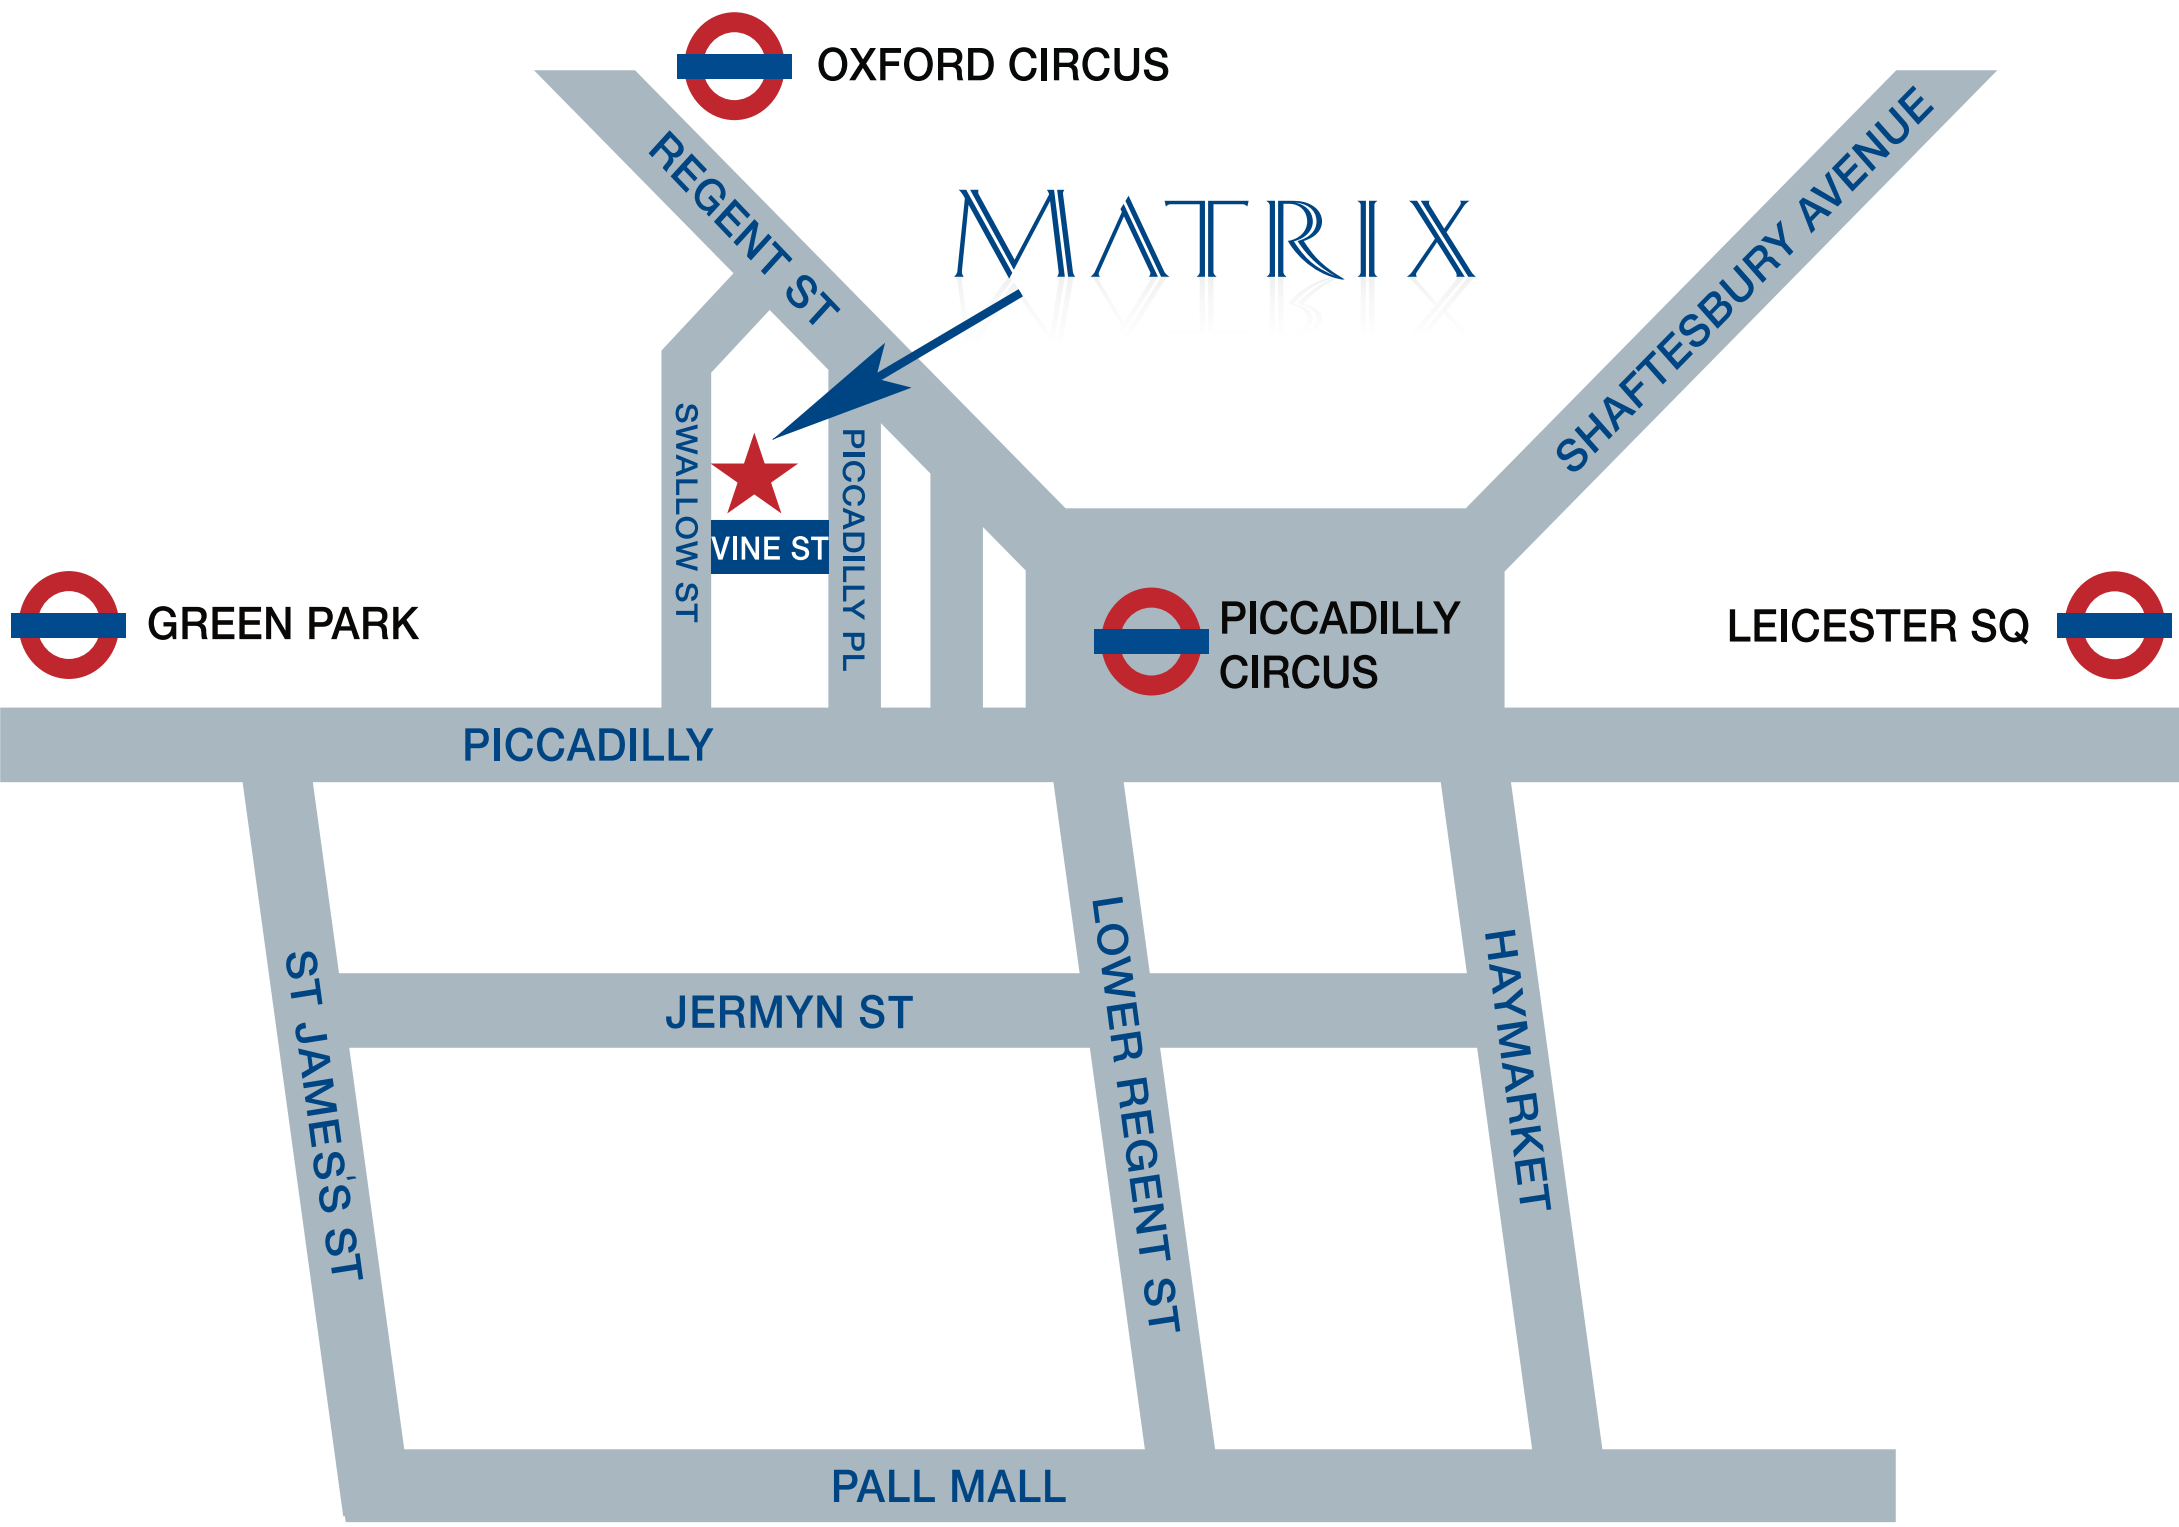 OXFORD CIRCUS
REGENT ST
MATRIX
SHAFTESBURY AVENUE
SWALLOW ST
PICCADILLY PL
VINE ST
GREEN PARK
PICCADILLY
CIRCUS
LEICESTER SQ
PICCADILLY
ST JAMES'S ST
JERMYN ST
LOWER REGENT ST
HAYMARKET
PALL MALL